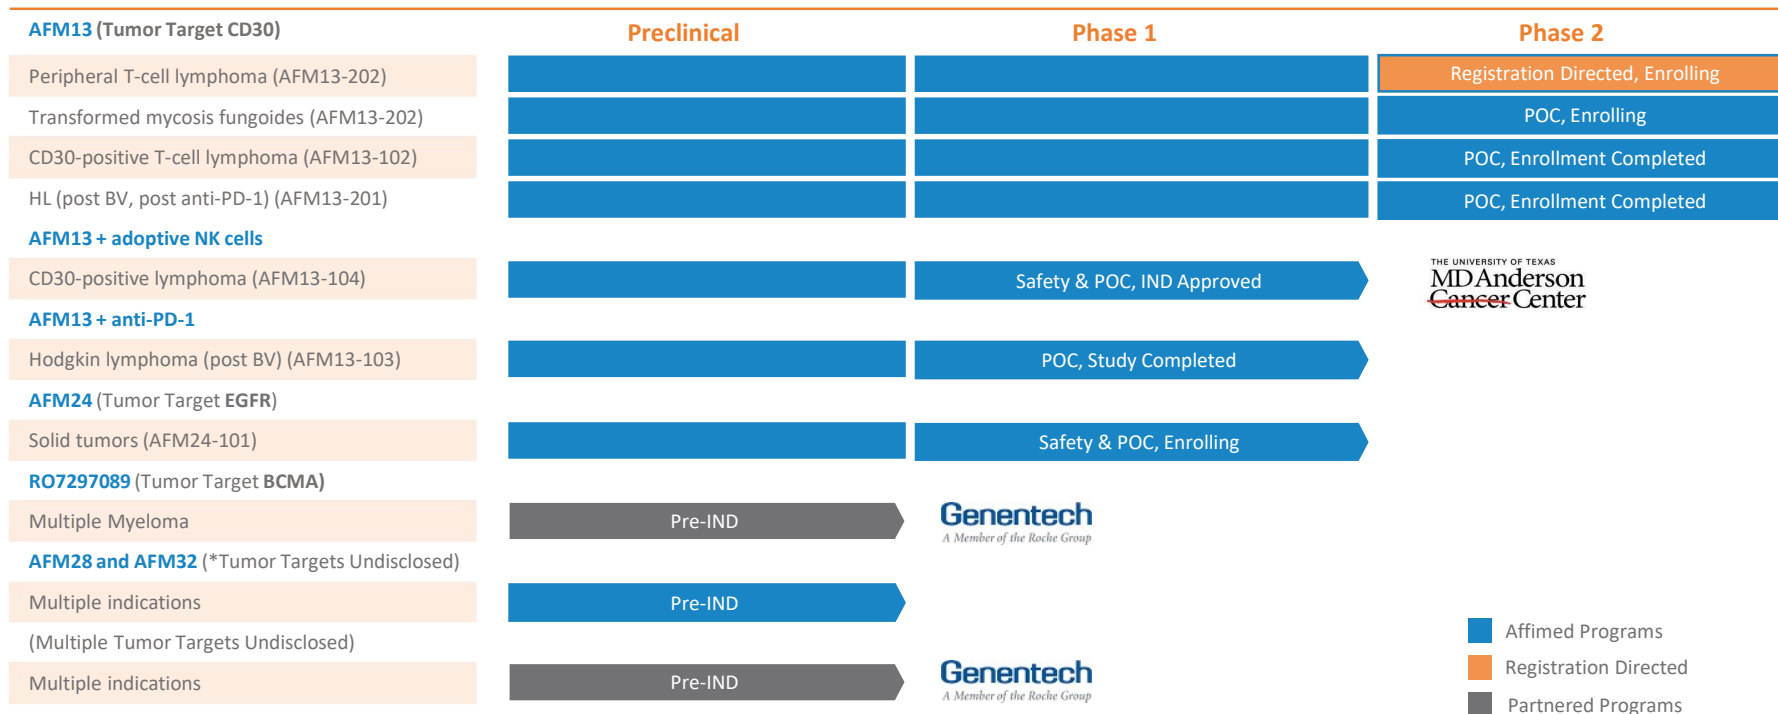 AFM13 (Tumor Target CD30) Preclinical Phase 1 Phase 2
Peripheral T-cell lymphoma (AFM13-202) Registration Directed, Enrolling
Transformed mycosis fungoides (AFM13-202) POC, Enrolling
CD30-positive T-cell lymphoma (AFM13-102) POC, Enrollment Completed
HL (post BV, post anti-PD-1) (AFM13-201) POC, Enrollment Completed
AFM13 + adoptive NK cells
CD30-positive lymphoma (AFM13-104) Safety & POC, IND Approved
THE UNIVERSITY OF TEXAS
MD Anderson
Cancer Center
AFM13 + anti-PD-1
Hodgkin lymphoma (post BV) (AFM13-103) POC, Study Completed
AFM24 (Tumor Target EGFR)
Solid tumors (AFM24-101) Safety & POC, Enrolling
RO7297089 (Tumor Target BCMA)
Multiple Myeloma Pre-IND Genentech
A Member of the Roche Group
AFM28 and AFM32 (*Tumor Targets Undisclosed)
Multiple indications Pre-IND
(Multiple Tumor Targets Undisclosed)
Multiple indications Pre-IND Genentech
A Member of the Roche Group
Affimed Programs
Registration Directed
Partnered Programs